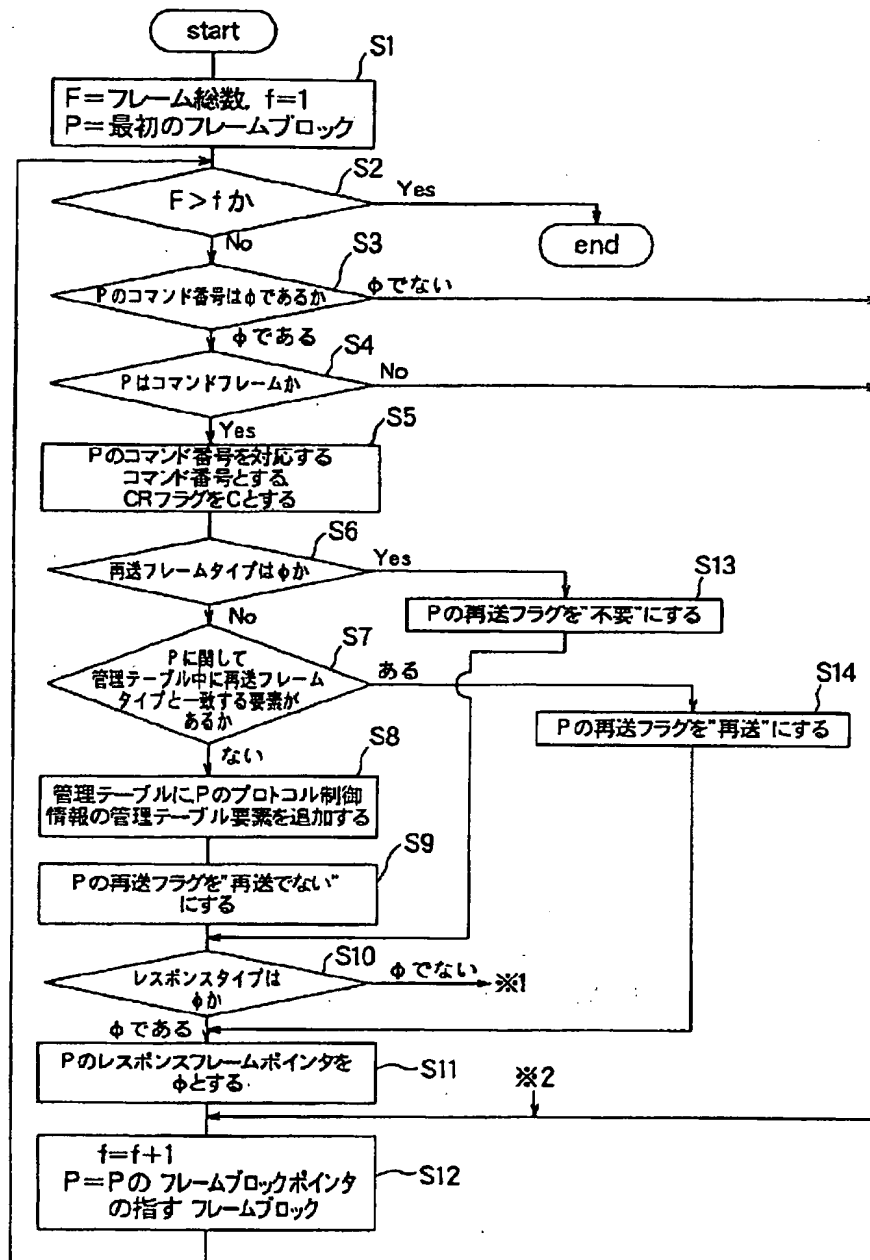 start
S1
F=フレーム総数, f=1
P=最初のフレームブロック
S2
F>fか
Yes
end
No
S3
Pのコマンド番号はφであるか
φでない
φである
S4
Pはコマンドフレームか
No
Yes
S5
Pのコマンド番号を対応する
コマンド番号とする,
CRフラグをCとする
S6
再送フレームタイプはφか
Yes
S13
Pの再送フラグを"不要"にする
No
S7
Pに関して
管理テーブル中に再送フレーム
タイプと一致する要素が
あるか
ある
S14
Pの再送フラグを"再送"にする
ない
S8
管理テーブルに,Pのプロトコル制御
情報の管理テーブル要素を追加する
S9
Pの再送フラグを"再送でない"
にする
S10
レスポンスタイプは
φか
φでない
※1
φである
Pのレスポンスフレームポインタを
φとする
S11
※2
f=f+1
P=Pの フレームブロックポインタ
の指す フレームブロック
S12